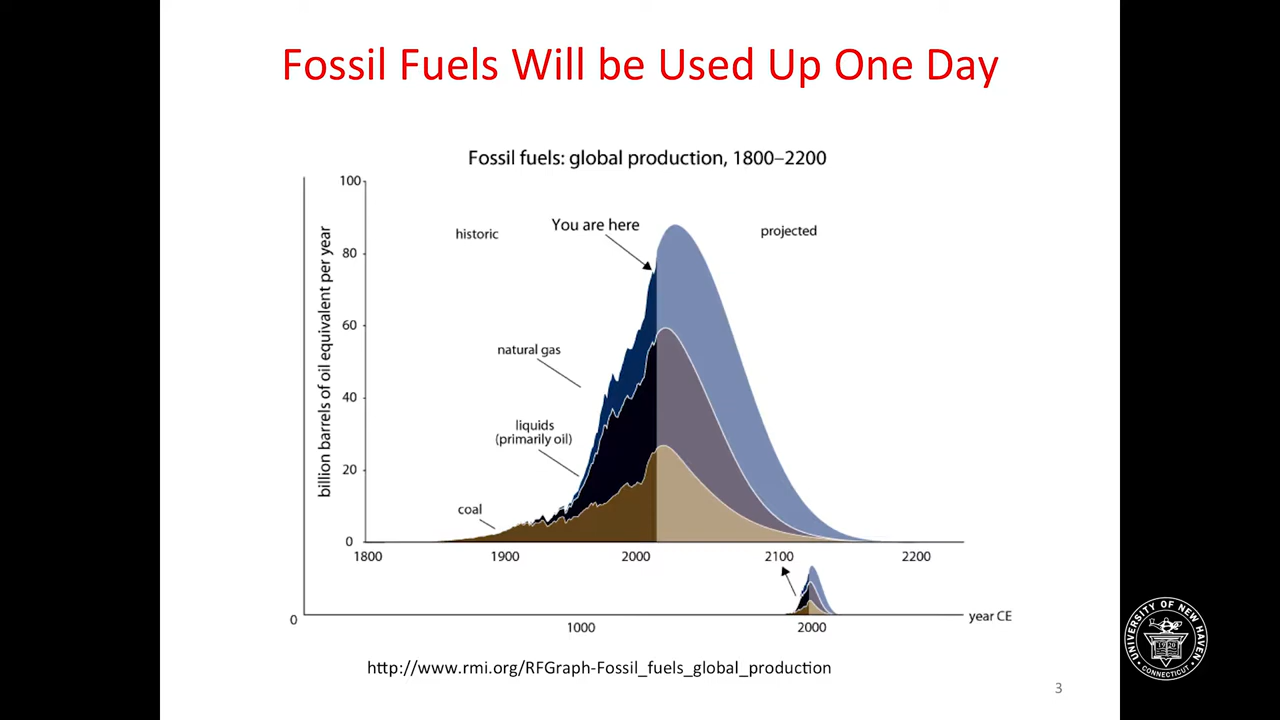 Fossil Fuels Will be Used Up One Day
Fossil fuels: global production, 1800–2200
100
80
60
40
20
0
billion barrels of oil equivalent per year
historic
You are here
projected
natural gas
liquids
(primarily oil)
coal
1800
1900
2000
2100
2200
0
1000
2000
year CE
http://www.rmi.org/RFGraph-Fossil_fuels_global_production
3
UNIVERSITY OF NEW HAVEN
CONNECTICUT